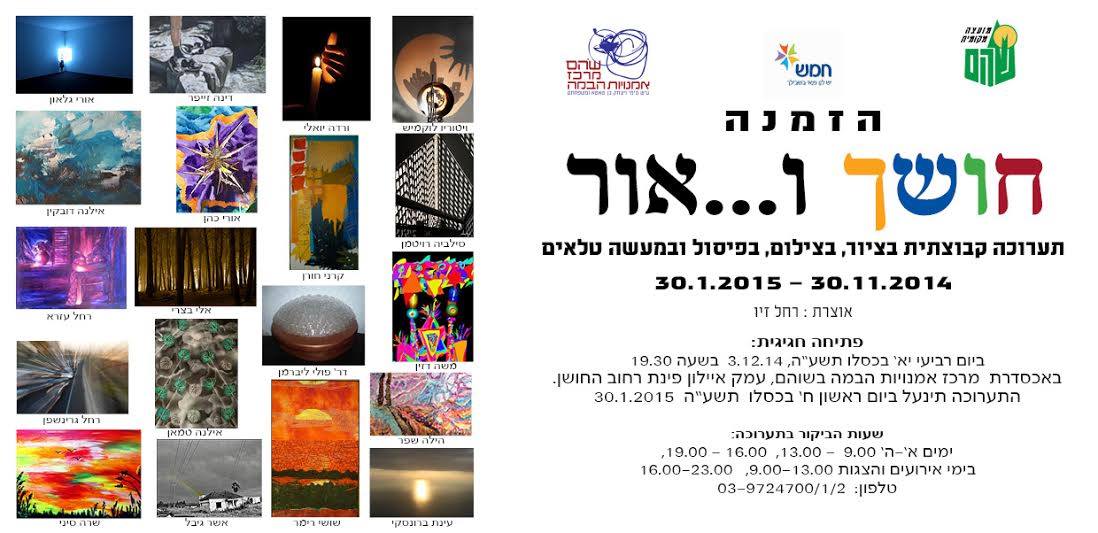 מועצה
מקומית
שהם
חמש
יש לנו פנאי בשבילך
שהם
מרכז
אמנויות הבמה
הזמנה
חושך ו...אור
תערוכה קבוצתית בציור, בצילום, בפיסול ובמעשה טלאים
30.1.2015 – 30.11.2014
אוצרת : רחל זיו
פתיחה חגיגית:
ביום רביעי יא' בכסלו תשע"ה, 3.12.14 בשעה 19.30
באכסדרת מרכז אמנויות הבמה בשוהם, עמק איילון פינת רחוב החושן.
התערוכה תינעל ביום ראשון ח' בכסלו תשע"ה 30.1.2015
שעות הביקור בתערוכה:
ימים א'-ה' 9.00 – 13.00, 16.00 – 19.00,
בימי אירועים והצגות 9.00-13.00, 16.00-23.00
טלפון: 03-9724700/1/2
ויטוריו לוקמיש
ורדה יואלי
דינה זייפר
אורי גלאון
סילביה רויטמן
קרני חורן
אורי כהן
אילנה דובקין
משה דזין
דר' פולי ליברמן
אלי בצרי
רחל עזרא
הילה שפר
אילנה טמאן
רחל גרינשפן
עינת ברונסקי
שושי רימר
אשר גיבל
שרה סיני